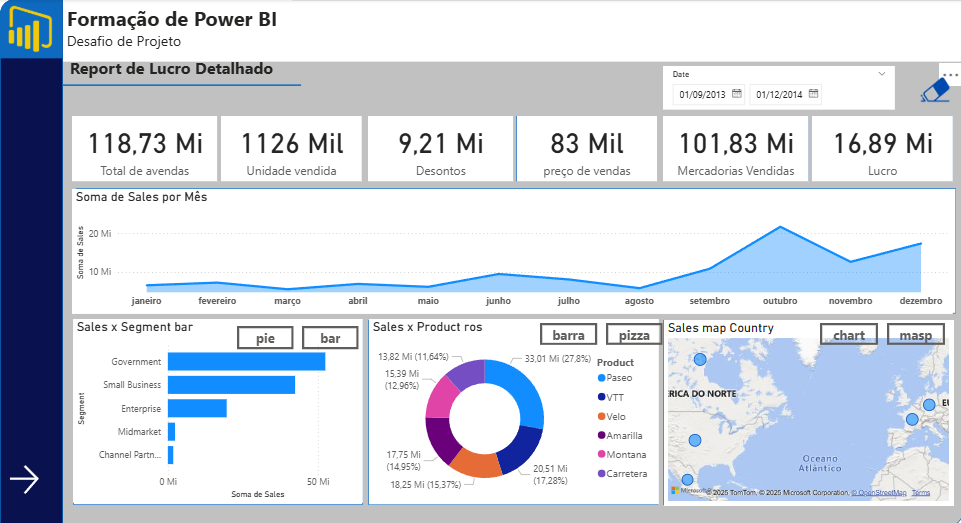 Formação de Power BI
Desafio de Projeto
Report de Lucro Detalhado
Date
01/09/2013
01/12/2014
118,73 Mi
Total de avendas
1126 Mil
Unidade vendida
9,21 Mi
Desontos
83 Mil
preço de vendas
101,83 Mi
Mercadorias Vendidas
16,89 Mi
Lucro
Soma de Sales por Mês
Soma de Sales
20 Mi
10 Mi
janeiro
fevereiro
março
abril
maio
junho
julho
agosto
setembro
outubro
novembro
dezembro
Sales x Segment bar
pie
bar
Segment
Government
Small Business
Enterprise
Midmarket
Channel Partn...
0 Mi
50 Mi
Soma de Sales
Sales x Product ros
barra
pizza
13,82 Mi (11,64%)
15,39 Mi
(12,96%)
17,75 Mi
(14,95%)
18,25 Mi (15,37%)
20,51 Mi
(17,28%)
33,01 Mi (27,8%)
Product
Paseo
VTT
Velo
Amarilla
Montana
Carretera
Sales map Country
chart
masp
RICA DO NORTE
EU
Oceano
Atlântico
Microsoft
© 2025 TomTom, © 2025 Microsoft Corporation, © OpenStreetMap Terms